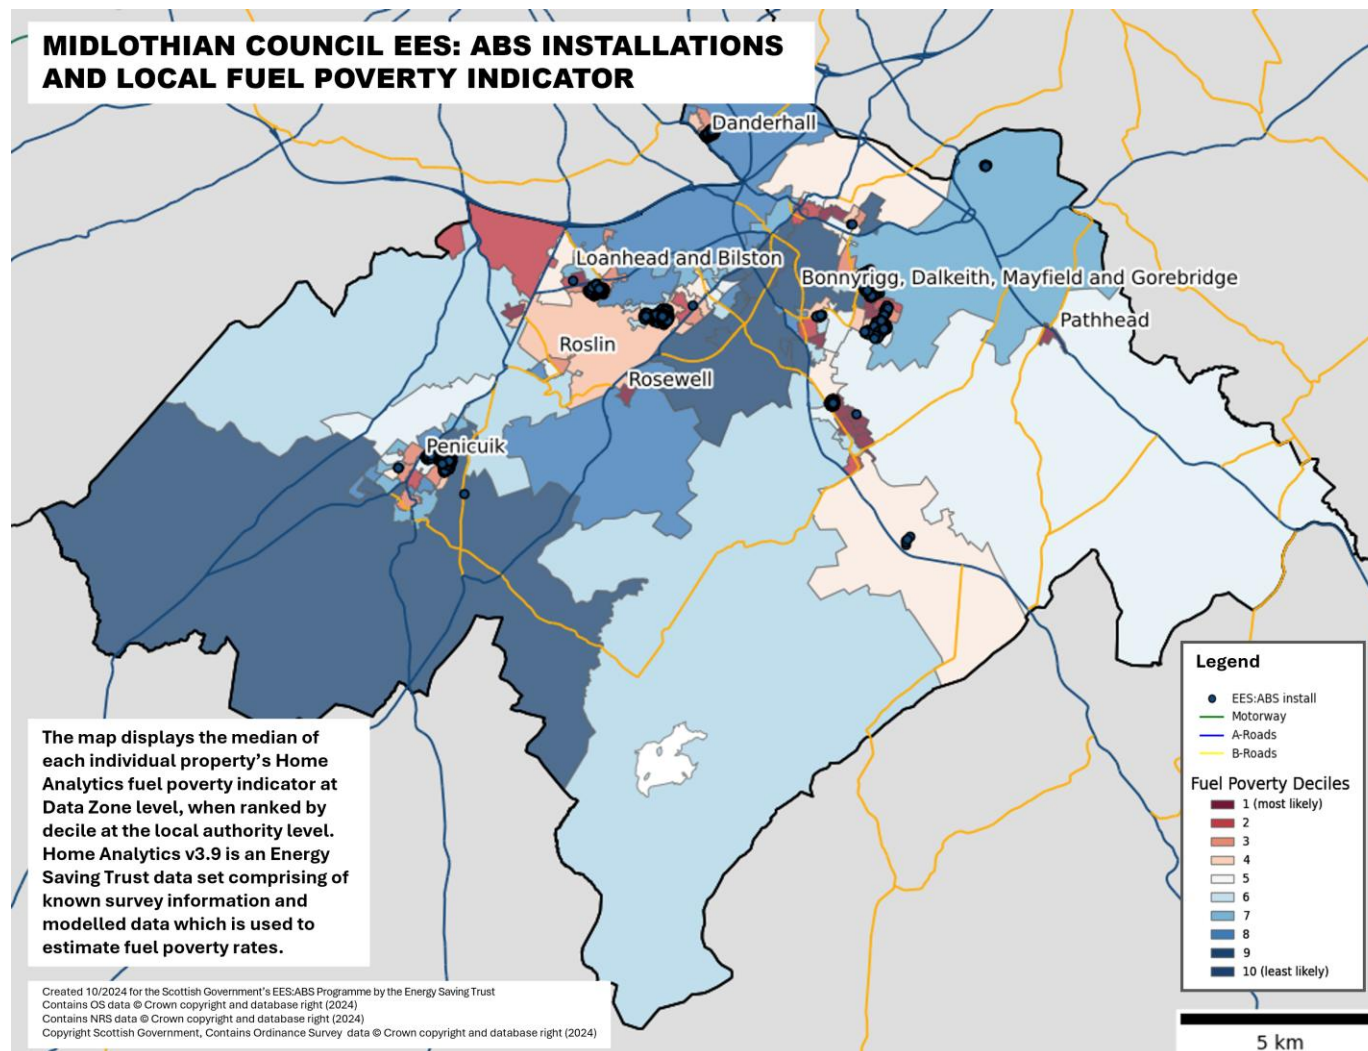 MIDLOTHIAN COUNCIL EES: ABS INSTALLATIONS
AND LOCAL FUEL POVERTY INDICATOR
Danderhall
Loanhead and Bilston
Bonnyrigg, Dalkeith, Mayfield and Gorebridge
Pathhead
Roslin
Rosewell
Penicuik
The map displays the median of
each individual property's Home
Analytics fuel poverty indicator at
Data Zone level, when ranked by
decile at the local authority level.
Home Analytics v3.9 is an Energy
Saving Trust data set comprising of
known survey information and
modelled data which is used to
estimate fuel poverty rates.
Created 10/2024 for the Scottish Government's EES:ABS Programme by the Energy Saving Trust
Contains OS data © Crown copyright and database right (2024)
Contains NRS data © Crown copyright and database right (2024)
Copyright Scottish Government, Contains Ordinance Survey data © Crown copyright and database right (2024)
Legend
EES:ABS install
Motorway
A-Roads
B-Roads
Fuel Poverty Deciles
1 (most likely)
2
3
4
5
6
7
8
9
10 (least likely)
5 km